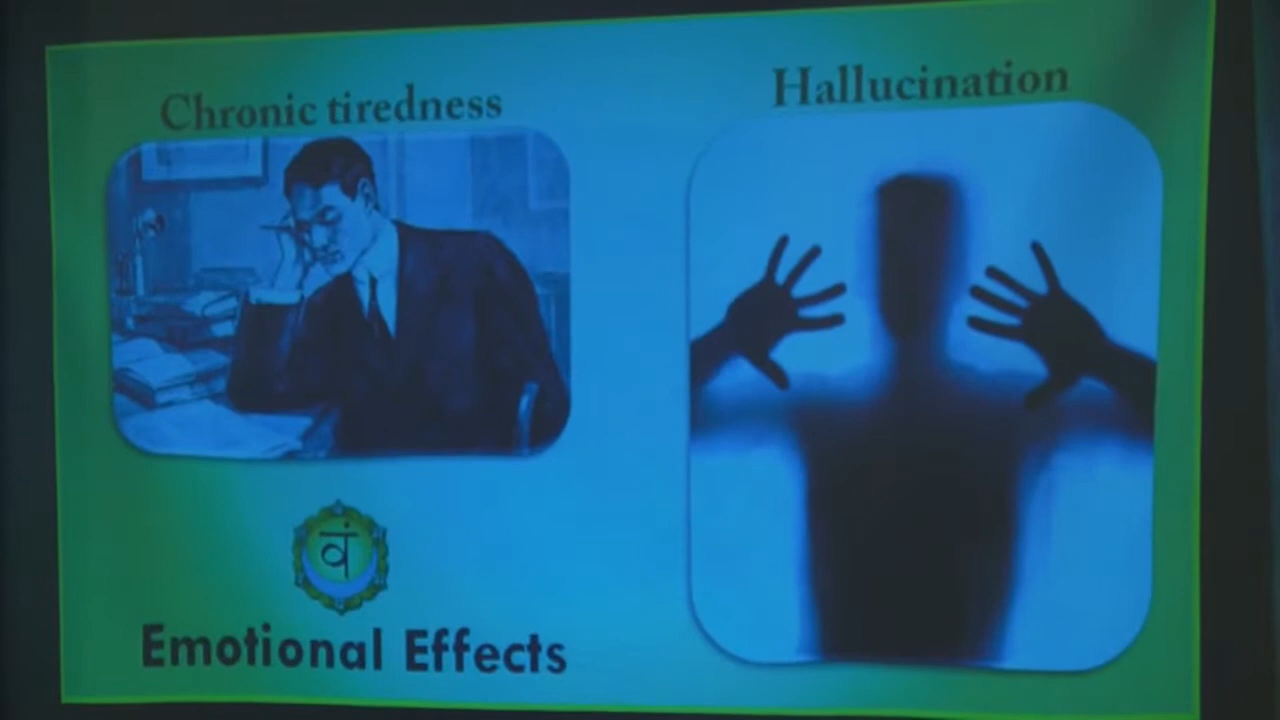 Chronic tiredness
Hallucination
वं
Emotional Effects